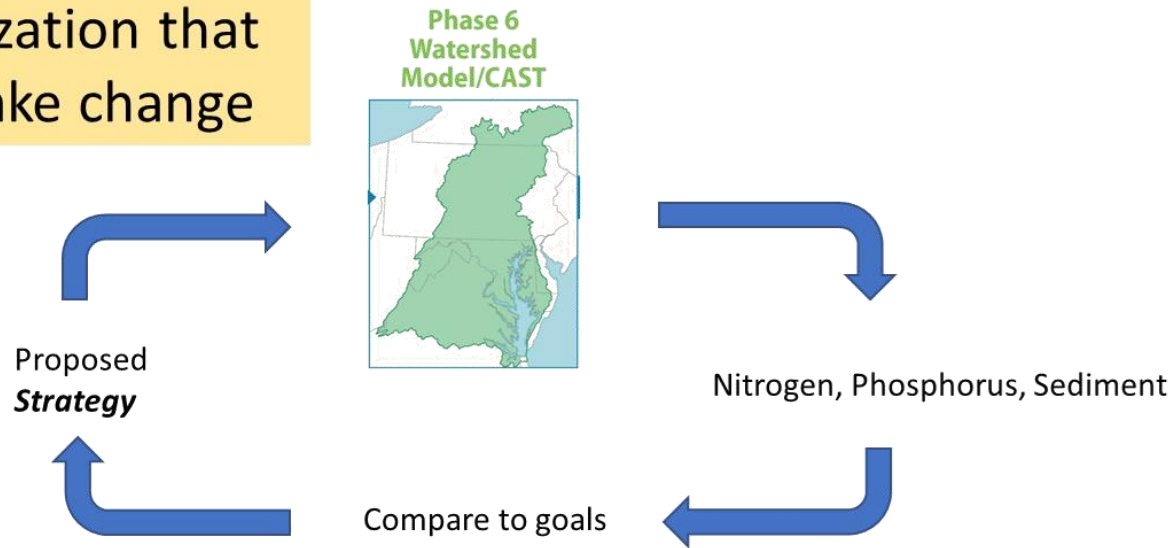 zation that
ake change
Phase 6
Watershed
Model/CAST
Proposed
Strategy
Nitrogen, Phosphorus, Sediment
Compare to goals